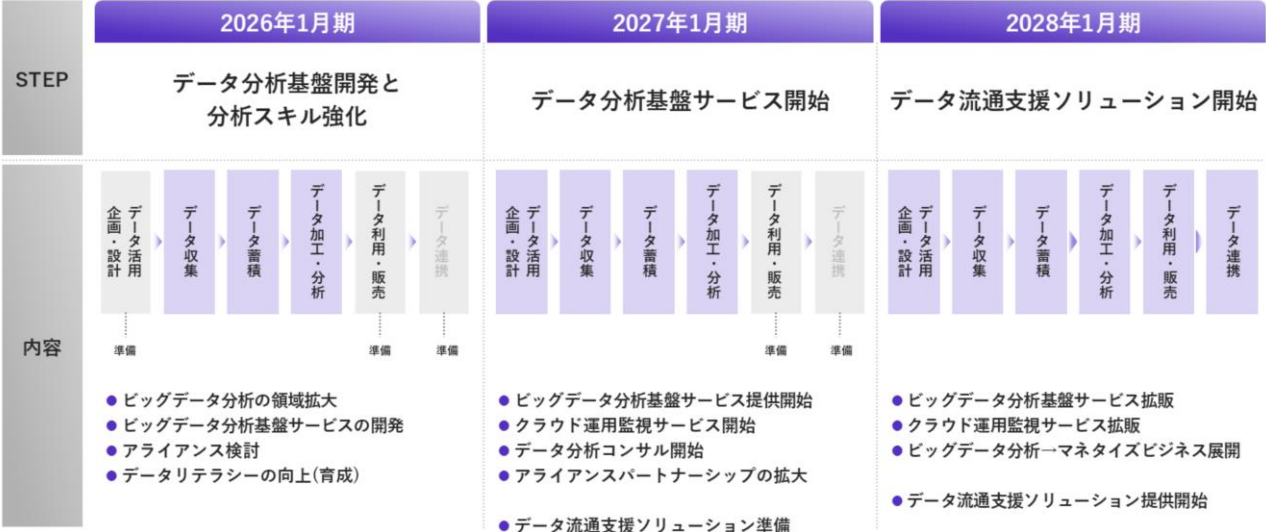 2026年1月期
2027年1月期
2028年1月期
STEP
データ分析基盤開発と
分析スキル強化
データ分析基盤サービス開始
データ流通支援ソリューション開始
内容
データ活用
企画・設計
データ収集
データ蓄積
データ加工・分析
データ利用・販売
データ連携
準備
準備
準備
●ビッグデータ分析の領域拡大
●ビッグデータ分析基盤サービスの開発
●アライアンス検討
●データリテラシーの向上(育成)
データ活用
企画・設計
データ収集
データ蓄積
データ加工・分析
データ利用・販売
データ連携
準備
準備
●ビッグデータ分析基盤サービス提供開始
●クラウド運用監視サービス開始
●データ分析コンサル開始
●アライアンスパートナーシップの拡大
●データ流通支援ソリューション準備
データ活用
企画・設計
データ収集
データ蓄積
データ加工・分析
データ利用・販売
データ連携
●ビッグデータ分析基盤サービス拡販
●クラウド運用監視サービス拡販
●ビッグデータ分析→マネタイズビジネス展開
●データ流通支援ソリューション提供開始